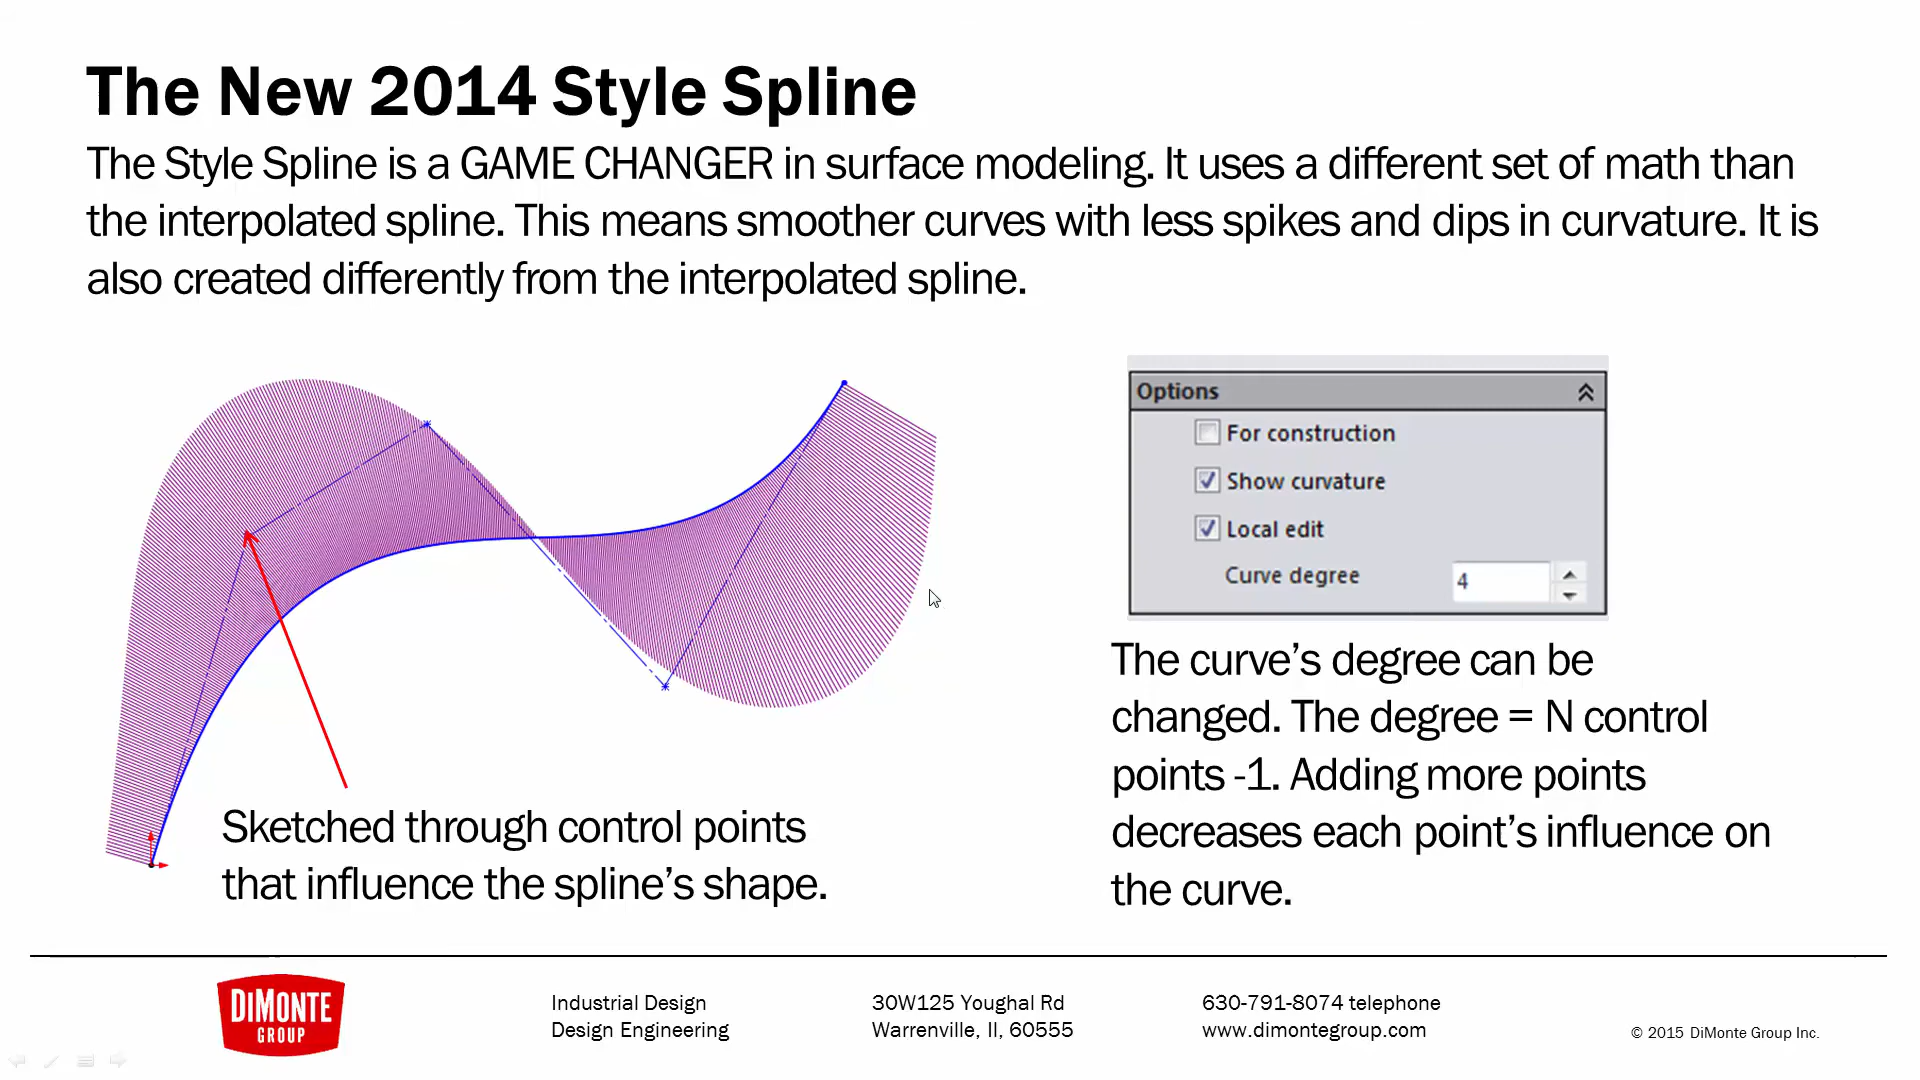 The New 2014 Style Spline
The Style Spline is a GAME CHANGER in surface modeling. It uses a different set of math than
the interpolated spline. This means smoother curves with less spikes and dips in curvature. It is
also created differently from the interpolated spline.
Options
For construction
Show curvature
Local edit
Curve degree 4
Sketched through control points
that influence the spline’s shape.
The curve’s degree can be
changed. The degree = N control
points -1. Adding more points
decreases each point’s influence on
the curve.
DIMONTE
GROUP
Industrial Design
Design Engineering
30W125 Youghal Rd
Warrenville, Il, 60555
630-791-8074 telephone
www.dimontegroup.com
© 2015 DiMonte Group Inc.